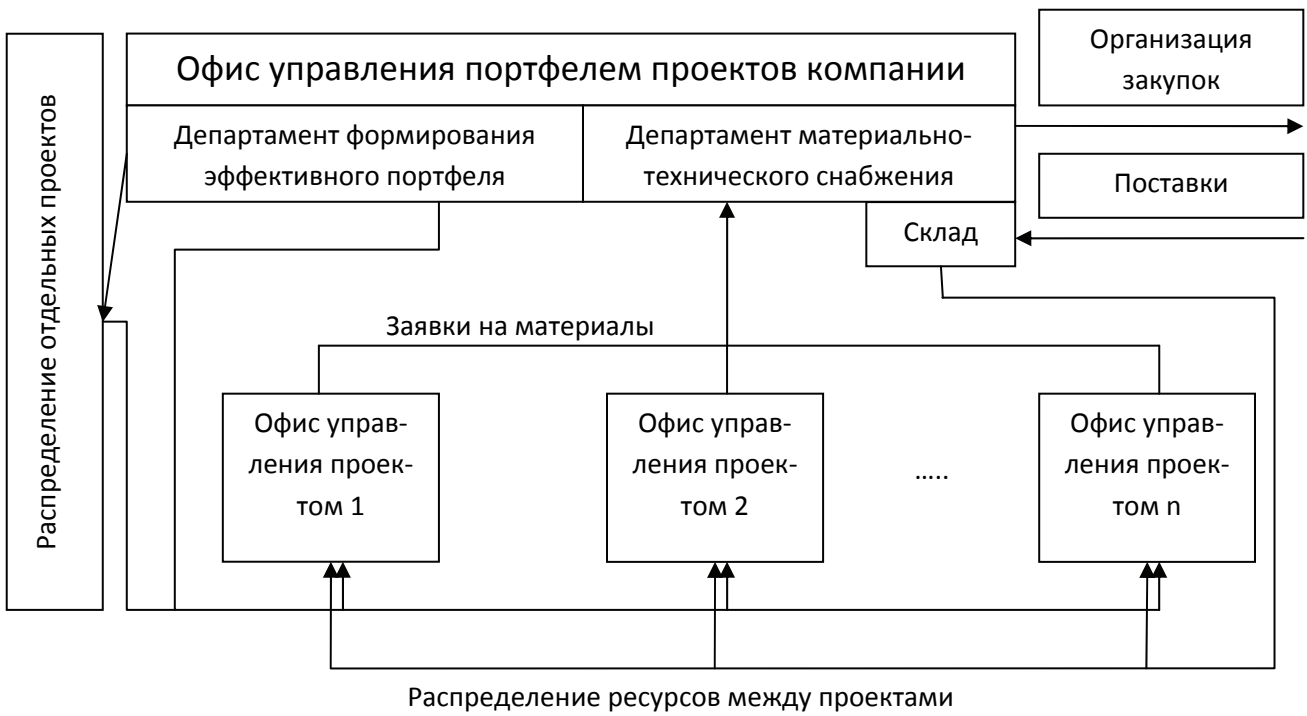 Организация
закупок
Офис управления портфелем проектов компании
Распределение отдельных проектов
Департамент формирования
эффективного портфеля
Департамент материально-
технического снабжения
Поставки
Склад
Заявки на материалы
Офис управ-
ления проек-
том 1
Офис управ-
ления проек-
том 2
.....
Офис управ-
ления проек-
том n
Распределение ресурсов между проектами